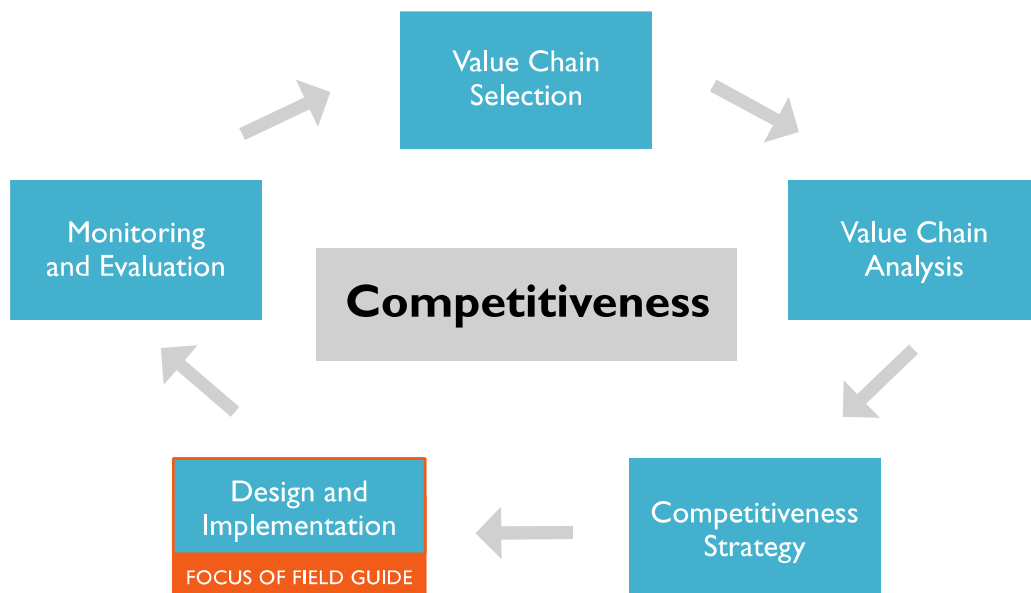 Value Chain
Selection
Monitoring
and Evaluation
Value Chain
Analysis
Competitiveness
Design and
Implementation
FOCUS OF FIELD GUIDE
Competitiveness
Strategy